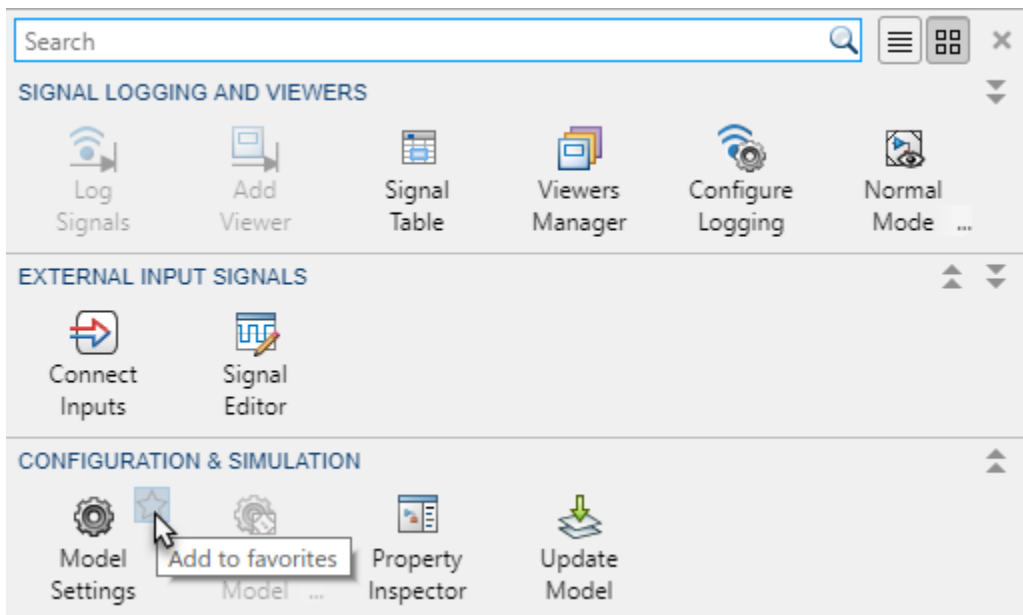 Search
SIGNAL LOGGING AND VIEWERS
Log Signals
Add Viewer
Signal Table
Viewers Manager
Configure Logging
Normal Mode ...
EXTERNAL INPUT SIGNALS
Connect Inputs
Signal Editor
CONFIGURATION & SIMULATION
Model Settings
Add to favorites
Model ...
Property Inspector
Update Model